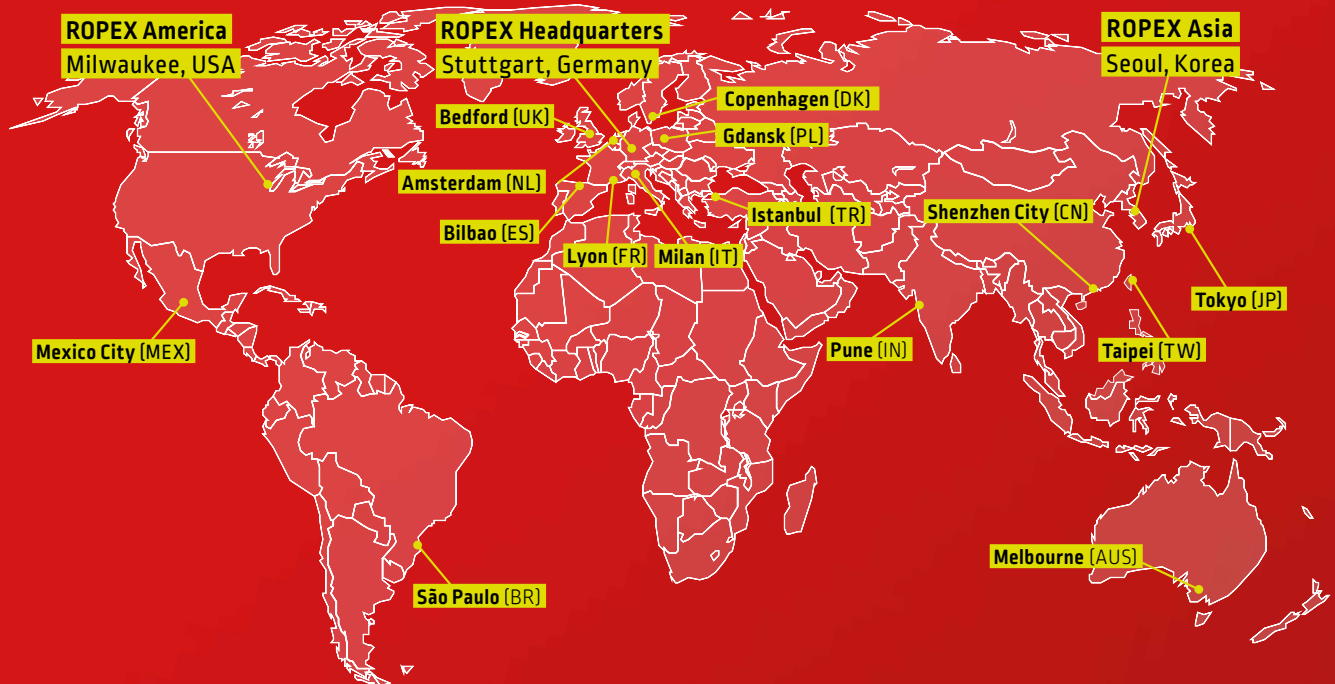 ROPEX America
Milwaukee, USA
ROPEX Headquarters
Stuttgart, Germany
ROPEX Asia
Seoul, Korea
Copenhagen (DK)
Bedford (UK)
Gdansk (PL)
Amsterdam (NL)
Istanbul (TR)
Shenzhen City (CN)
Bilbao (ES)
Lyon (FR)
Milan (IT)
Tokyo (JP)
Mexico City (MEX)
Pune (IN)
Taipei (TW)
Melbourne (AUS)
São Paulo (BR)